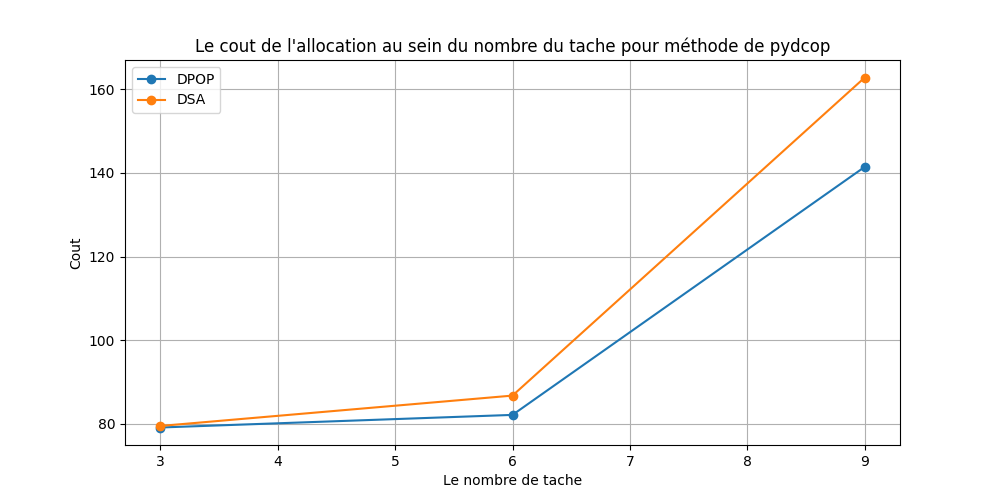 Le cout de l'allocation au sein du nombre du tache pour méthode de pydcop
DPOP
DSA
160
140
120
100
80
Cout
3 4 5 6 7 8 9
Le nombre de tache